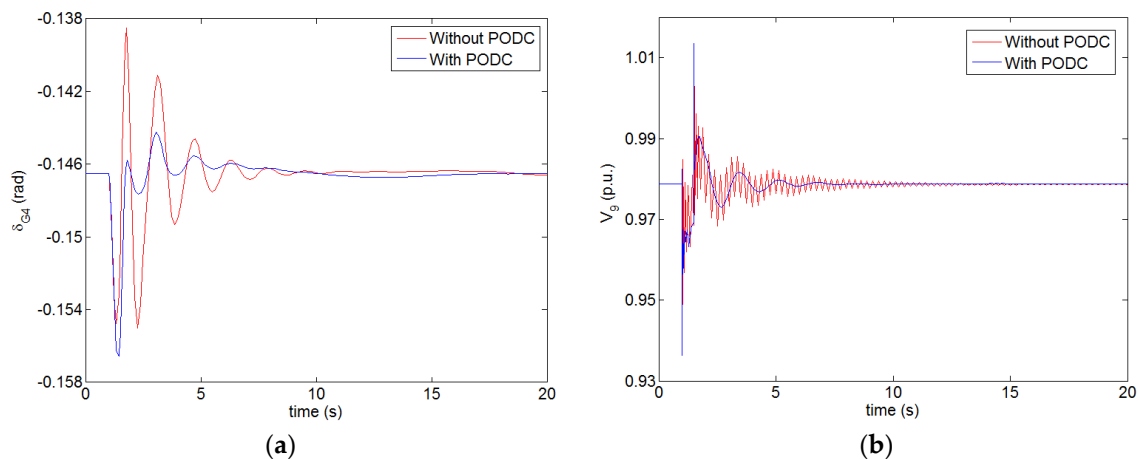 -0.138
-0.142
-0.146
-0.15
-0.154
-0.158
δG4 (rad)
0 5 10 15 20
time (s)
Without PODC
With PODC
(a)
1.01
0.99
0.97
0.95
0.93
V9 (p.u.)
0 5 10 15 20
time (s)
Without PODC
With PODC
(b)